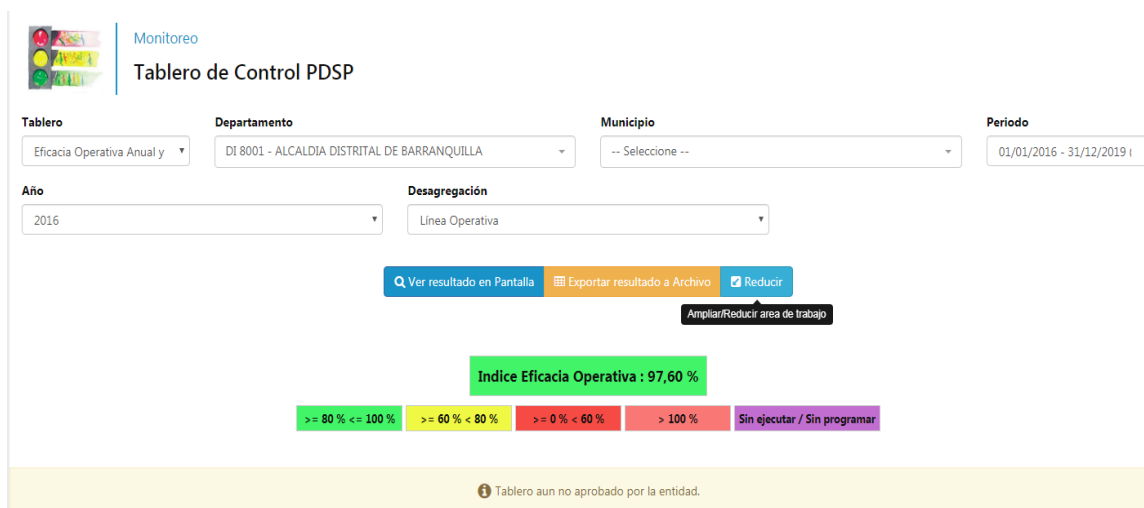 Monitoreo
Tablero de Control PDSP
Tablero Departamento Municipio Periodo
Eficacia Operativa Anual y DI 8001 - ALCALDIA DISTRITAL DE BARRANQUILLA -- Seleccione -- 01/01/2016 - 31/12/2019 (
Año Desagregación
2016 Línea Operativa
Ver resultado en Pantalla Exportar resultado a Archivo Reducir
Ampliar/Reducir area de trabajo
Indice Eficacia Operativa : 97,60 %
>= 80 % <= 100 % >= 60 % < 80 % >= 0 % < 60 % > 100 % Sin ejecutar / Sin programar
Tablero aun no aprobado por la entidad.